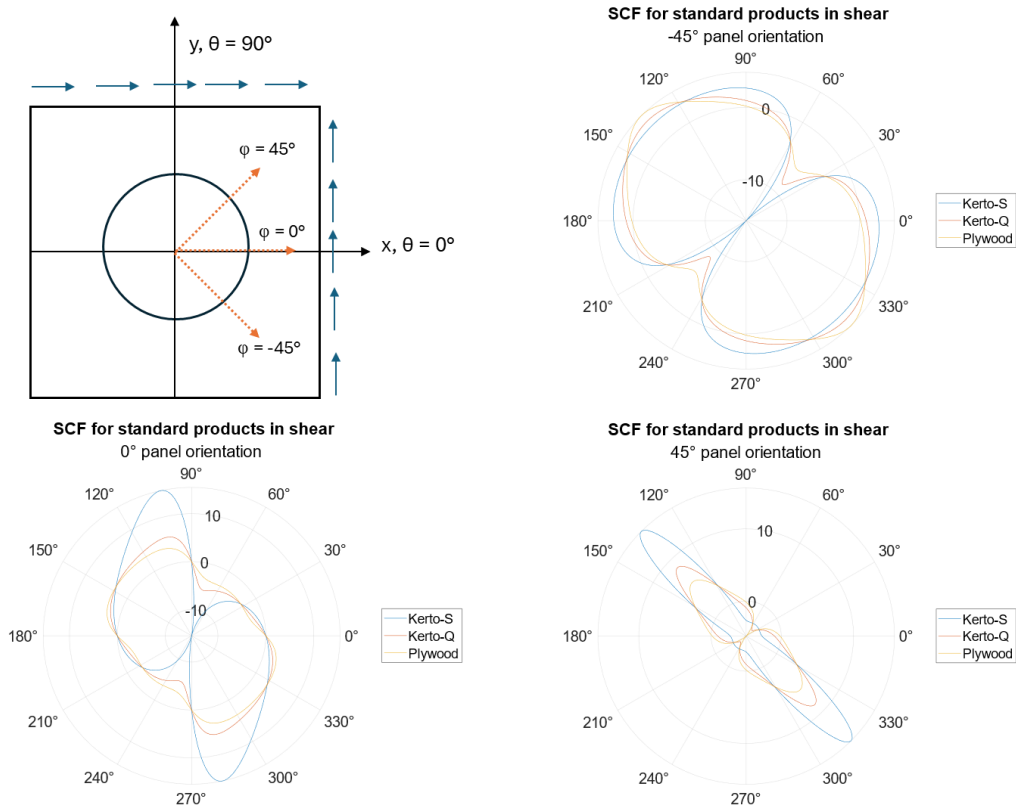 y, θ = 90°
φ = 45°
φ = 0°
x, θ = 0°
φ = -45°
SCF for standard products in shear
-45° panel orientation
90°
120°
60°
0
150°
30°
-10
180°
0°
210°
330°
240°
300°
270°
Kerto-S
Kerto-Q
Plywood
SCF for standard products in shear
0° panel orientation
90°
120°
60°
10
150°
30°
0
-10
180°
0°
210°
330°
240°
300°
270°
Kerto-S
Kerto-Q
Plywood
SCF for standard products in shear
45° panel orientation
90°
120°
60°
10
150°
30°
0
180°
0°
210°
330°
240°
300°
270°
Kerto-S
Kerto-Q
Plywood